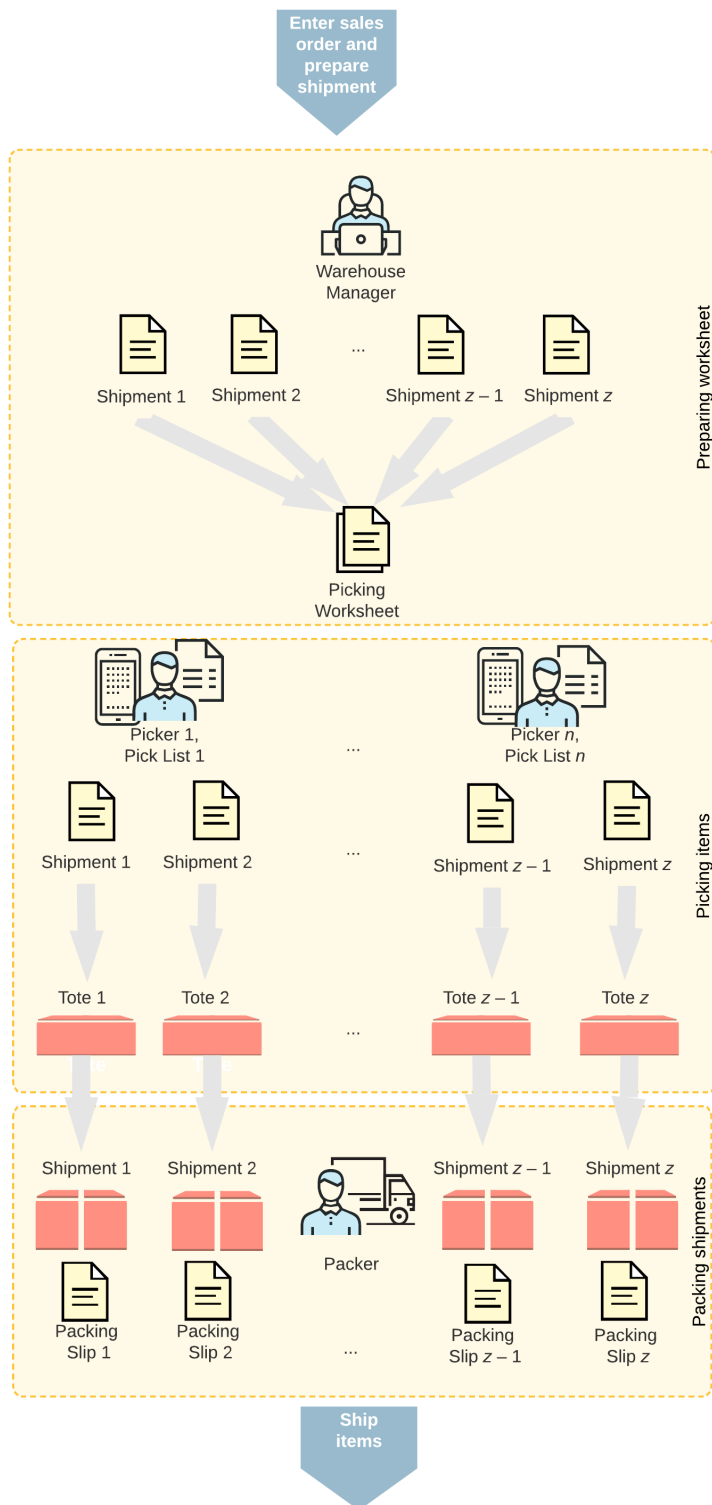 Enter sales
order and
prepare
shipment
Warehouse
Manager
Shipment 1
Shipment 2
...
Shipment z – 1
Shipment z
Picking
Worksheet
Preparing worksheet
Picker 1,
Pick List 1
...
Picker n,
Pick List n
Shipment 1
Shipment 2
...
Shipment z – 1
Shipment z
Picking items
Tote 1
Tote 2
...
Tote z – 1
Tote z
Shipment 1
Shipment 2
Shipment z – 1
Shipment z
Packer
Packing
Slip 1
Packing
Slip 2
...
Packing
Slip z – 1
Packing
Slip z
Packing shipments
Ship
items